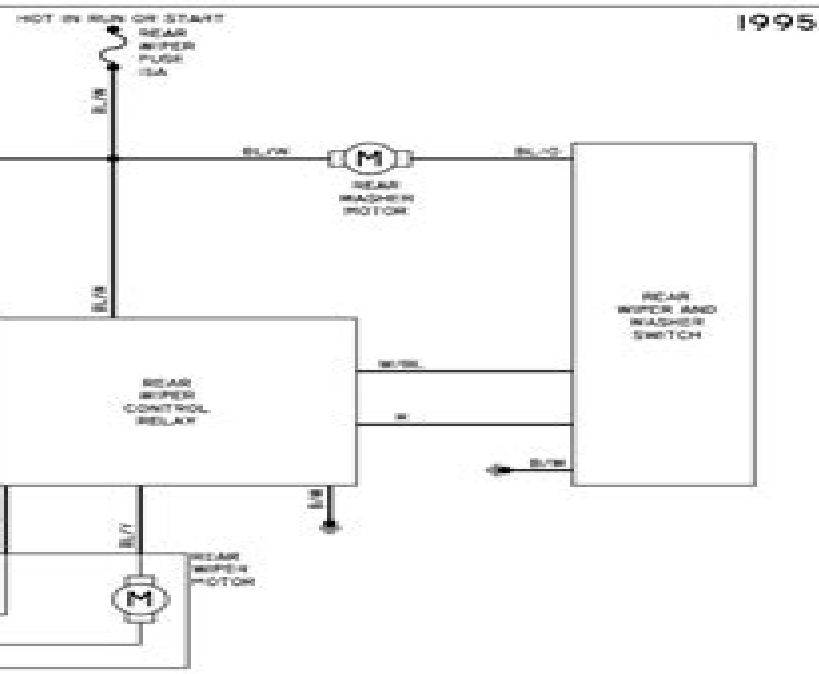 HOT IN RUN OR START
1995
REAR
WIPER
FUSE
15A
BL/W
BL/O
M
REAR
WASHER
MOTOR
REAR
WIPER AND
WASHER
SWITCH
W/BL
REAR
WIPER
CONTROL
RELAY
B/W
BL/Y
REAR
WIPER
MOTOR
M